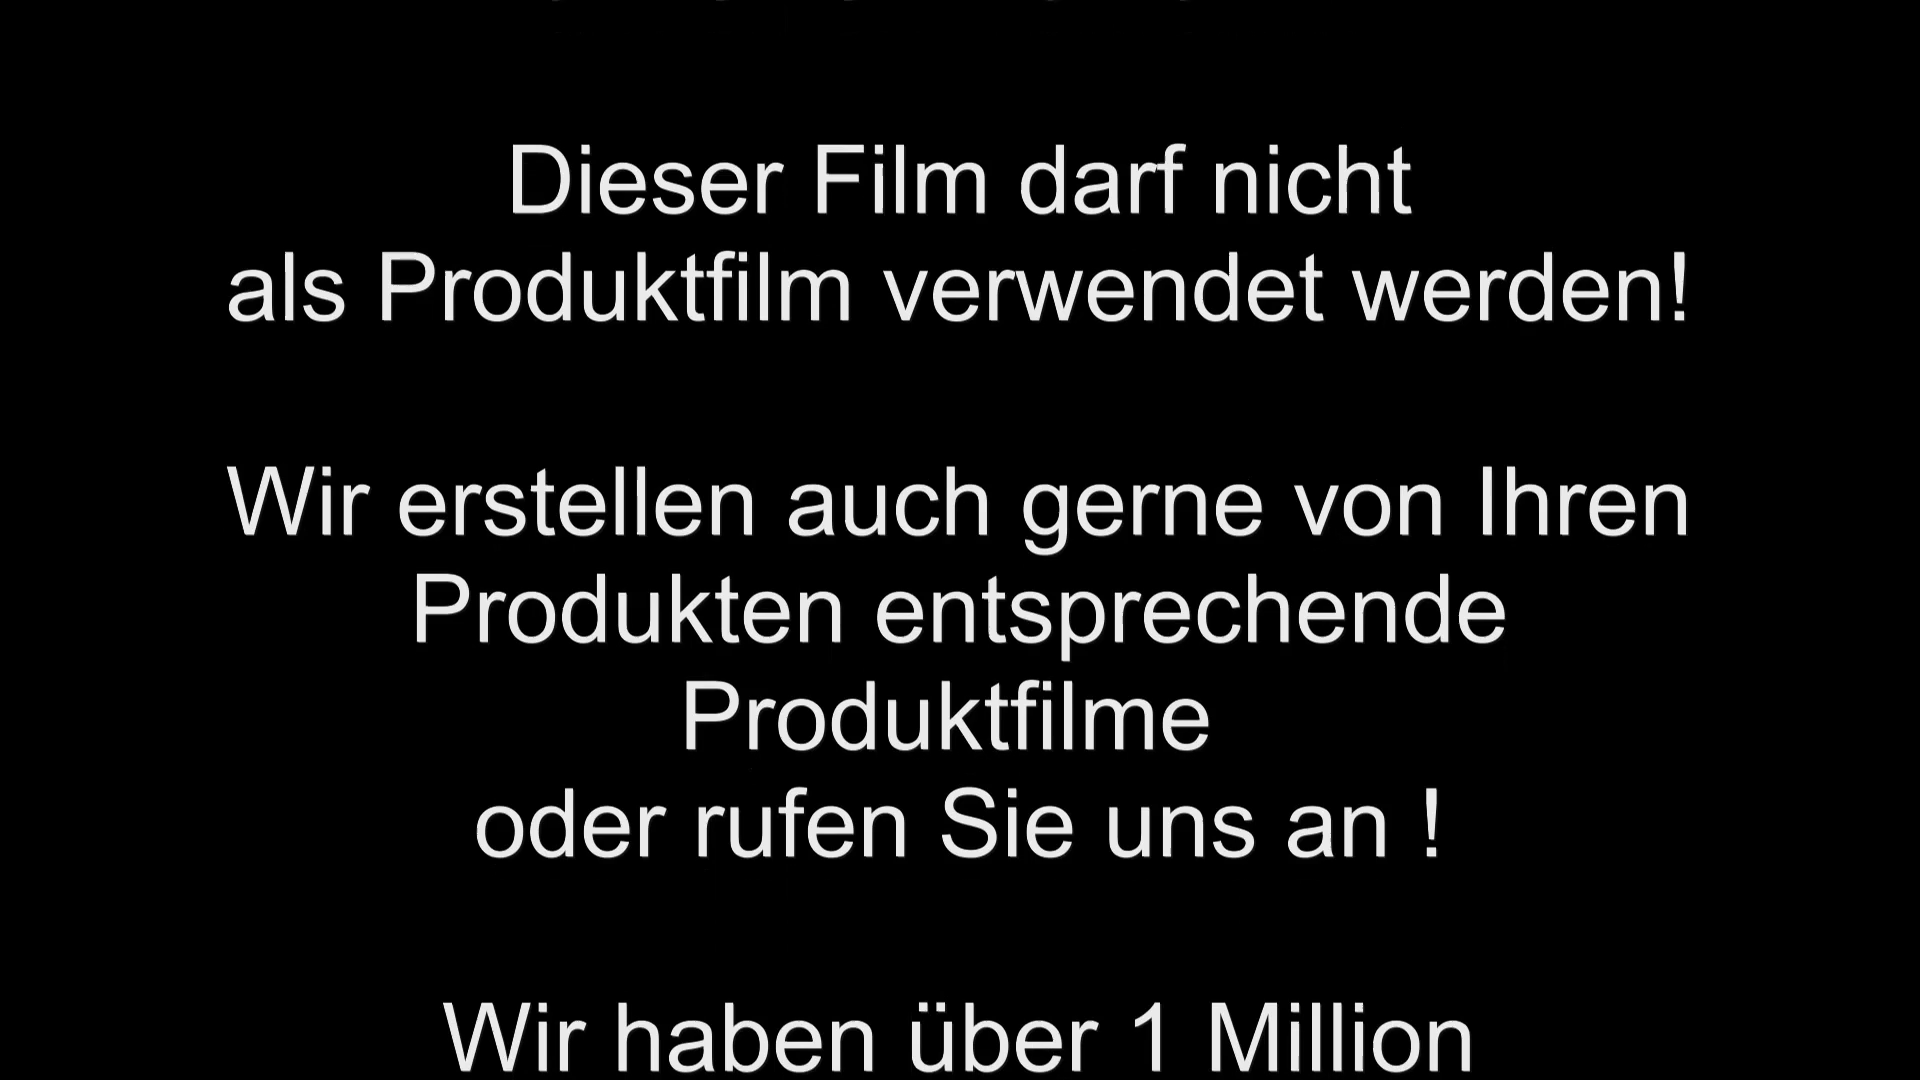 Dieser Film darf nicht
als Produktfilm verwendet werden!
Wir erstellen auch gerne von Ihren
Produkten entsprechende
Produktfilme
oder rufen Sie uns an !
Wir haben über 1 Million